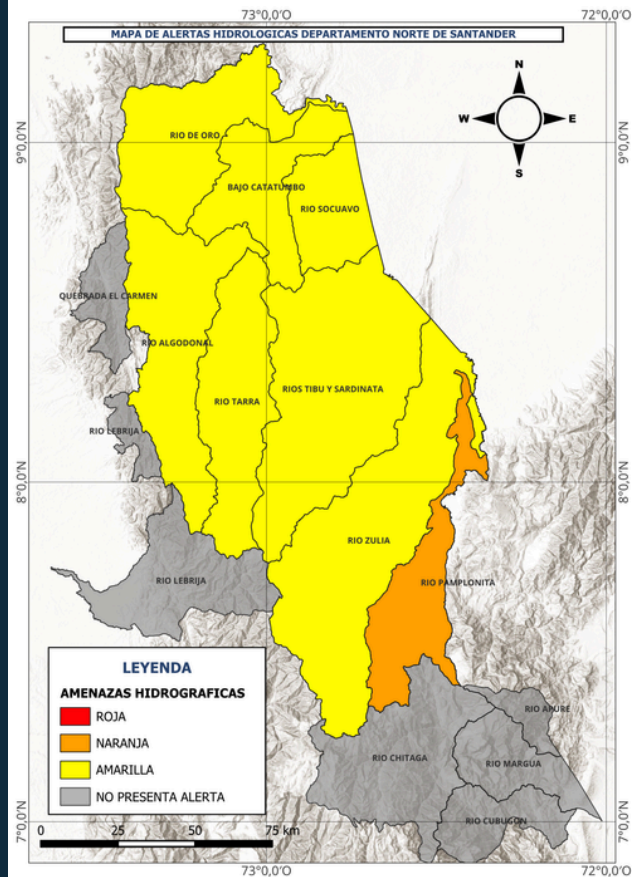 73°0,0'O
72°0,0'O
MAPA DE ALERTAS HIDROLOGICAS DEPARTAMENTO NORTE DE SANTANDER
N
W
E
S
9°0,0'N
9°0,0'N
RIO DE ORO
BAJO CATATUMBO
RIO SOCUAVO
QUEBRADA EL CARMEN
RIO ALGODONAL
RIOS TIBU Y SARDINATA
RIO TARRA
RIO LEBRIJA
8°0,0'N
8°0,0'N
RIO ZULIA
RIO LEBRIJA
RIO PAMPLONITA
LEYENDA
AMENAZAS HIDROGRAFICAS
ROJA
NARANJA
AMARILLA
NO PRESENTA ALERTA
RIO APURE
RIO CHITAGA
RIO MARGUA
RIO CUBUGON
7°0,0'N
7°0,0'N
0 25 50 75 km
73°0,0'O
72°0,0'O